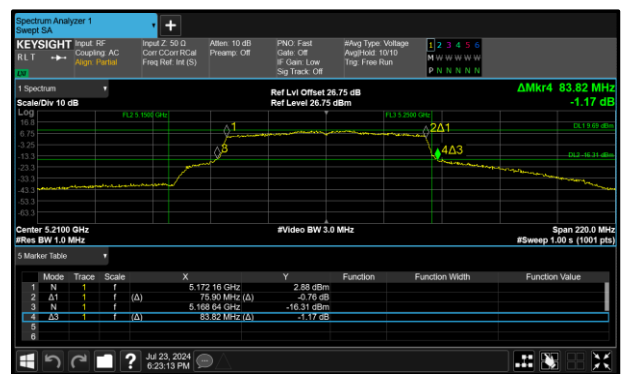 Spectrum Analyzer 1
Swept SA
KEYSIGHT Input: RF Input Z: 50 Ω Atten: 10 dB PNO: Fast #Avg Type: Voltage 1 2 3 4 5 6
RLT Coupling: AC Corr CCorr RCal Preamp: Off Gate: Off Avg|Hold: 10/10 M W W W W W
Align: Partial Freq Ref: Int (S) IF Gain: Low Trig: Free Run
Sig Track: Off P N N N N N
1 Spectrum Ref Lvl Offset 26.75 dB ΔMkr4 83.82 MHz
Scale/Div 10 dB Ref Level 26.75 dBm -1.17 dB
Log
16.8 FL2 5.1500 GHz FL3 5.2500 GHz
6.75 1 2Δ1 DL1 9.69 dBm
-3.25
-13.3 3 4Δ3 DL2 -16.31 dBm
-23.3
-33.3
-43.3
-53.3
-63.3
Center 5.2100 GHz #Video BW 3.0 MHz Span 220.0 MHz
#Res BW 1.0 MHz #Sweep 1.00 s (1001 pts)
5 Marker Table
Mode Trace Scale X Y Function Function Width Function Value
1 N 1 f 5.172 16 GHz 2.88 dBm
2 Δ1 1 f (Δ) 75.90 MHz (Δ) -0.76 dB
3 N 1 f 5.168 64 GHz -16.31 dBm
4 Δ3 1 f (Δ) 83.82 MHz (Δ) -1.17 dB
5
6
Jul 23, 2024
6:23:13 PM